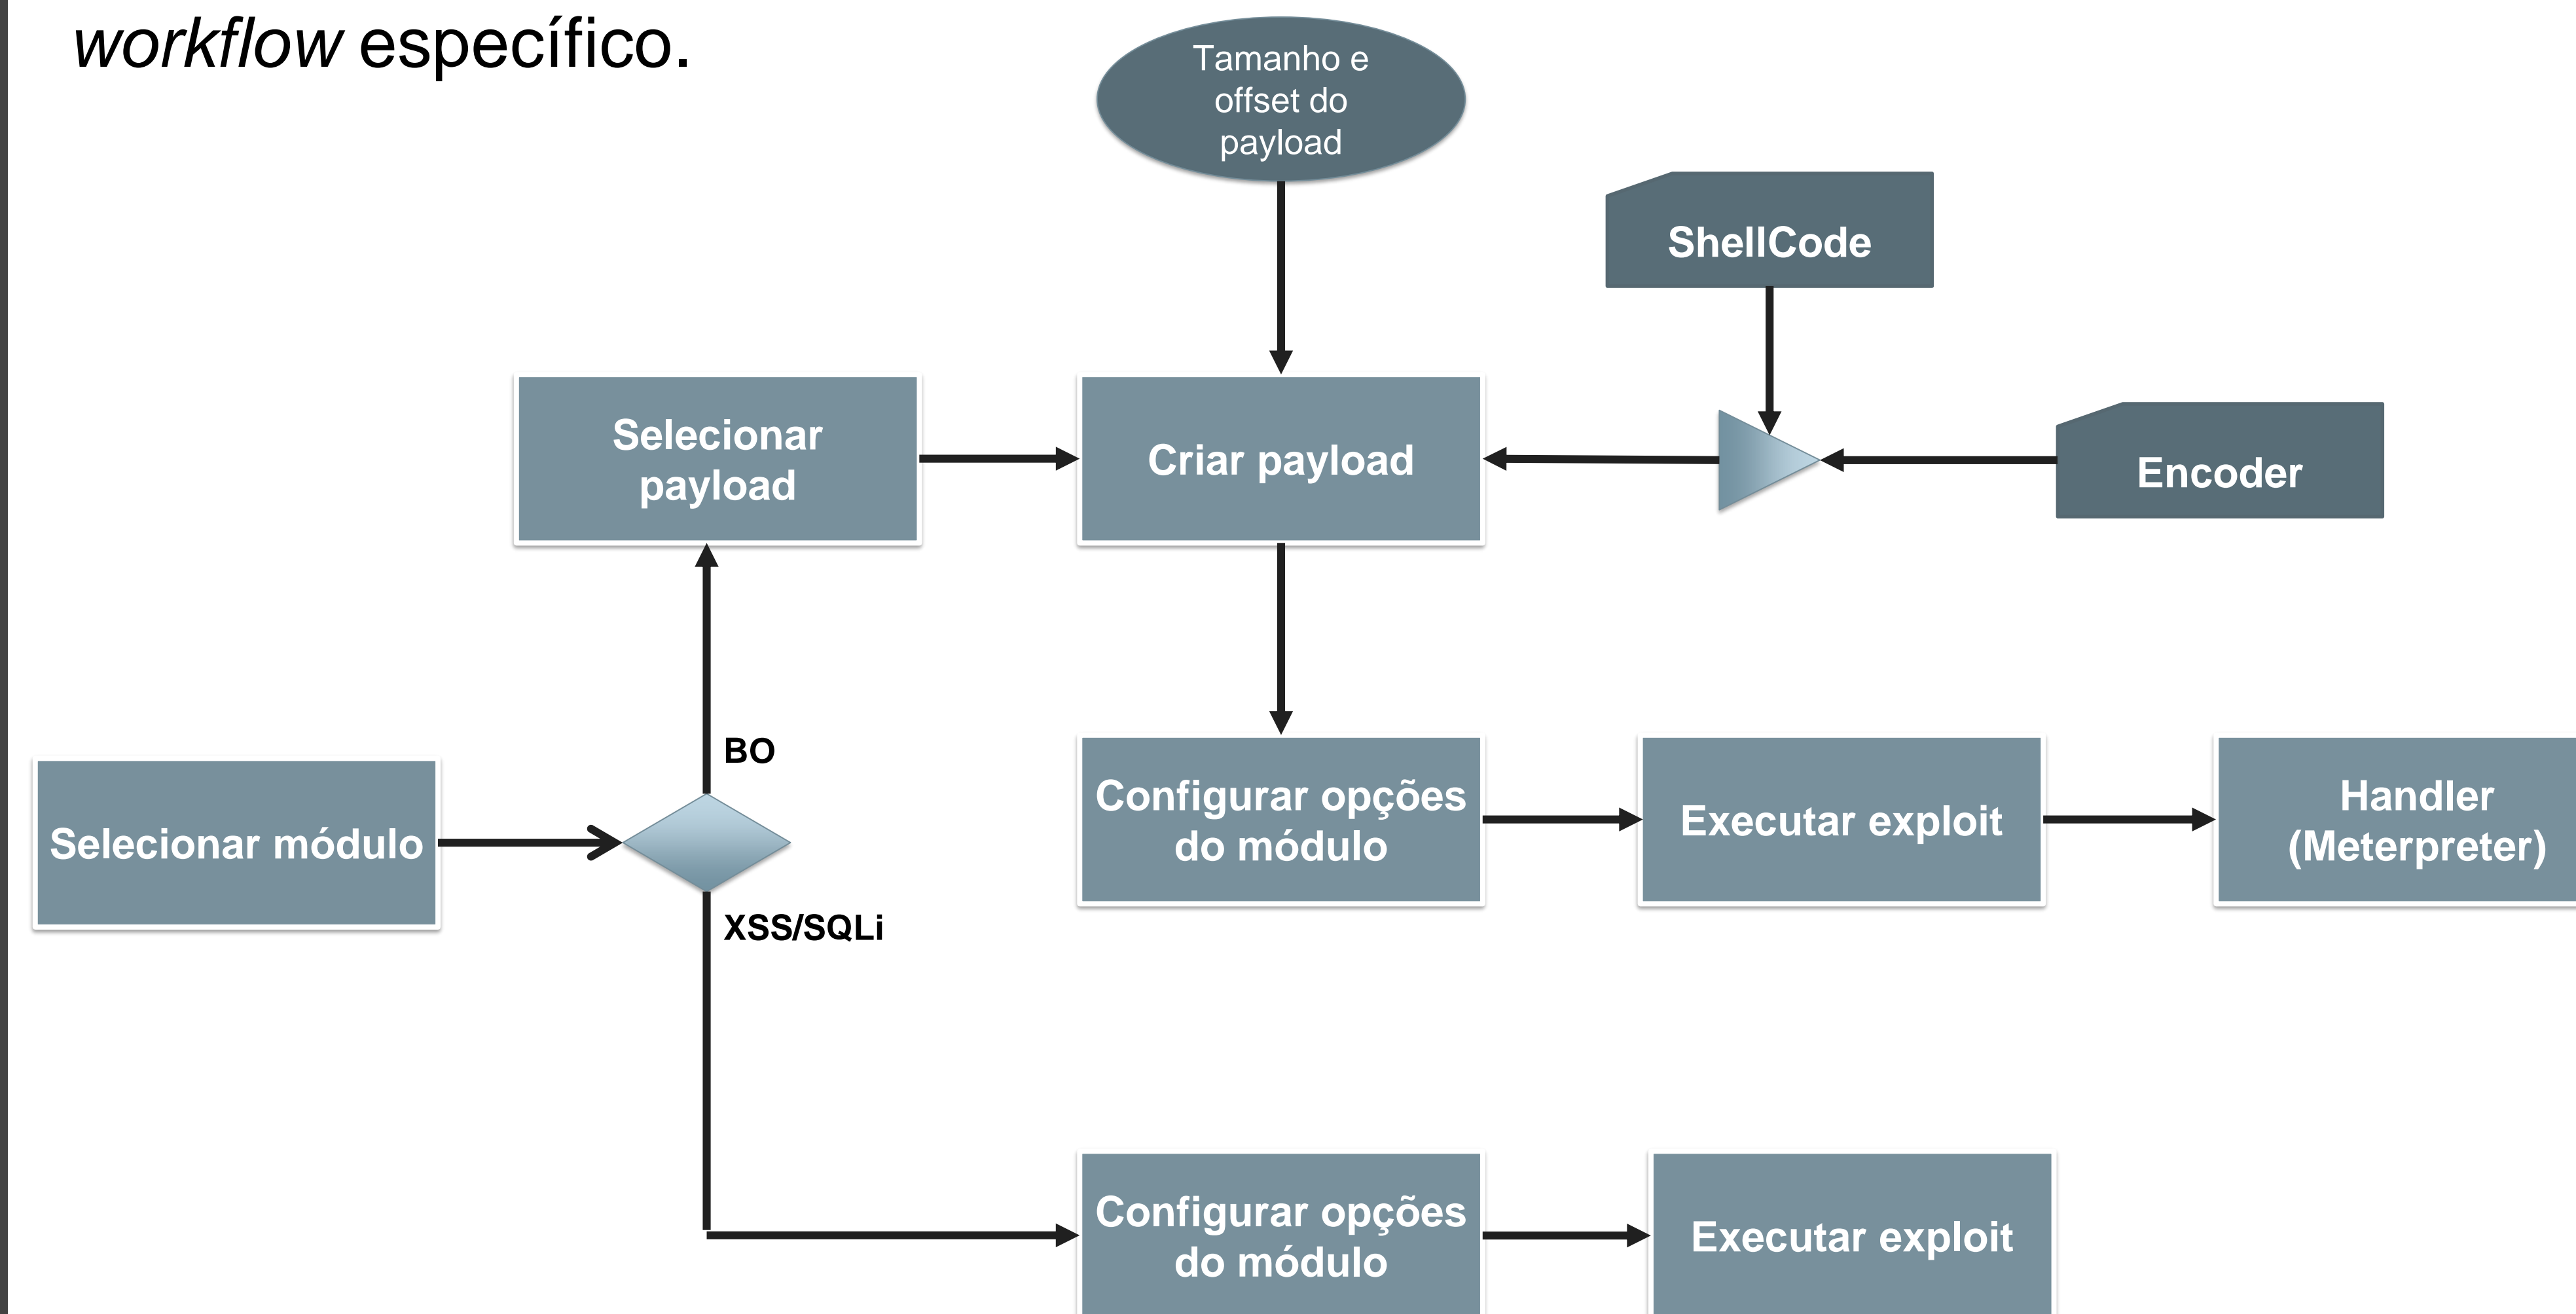 workflow específico.
Tamanho e
offset do
payload
ShellCode
Selecionar
payload
Criar payload
Encoder
BO
Selecionar módulo
XSS/SQLi
Configurar opções
do módulo
Executar exploit
Handler
(Meterpreter)
Configurar opções
do módulo
Executar exploit